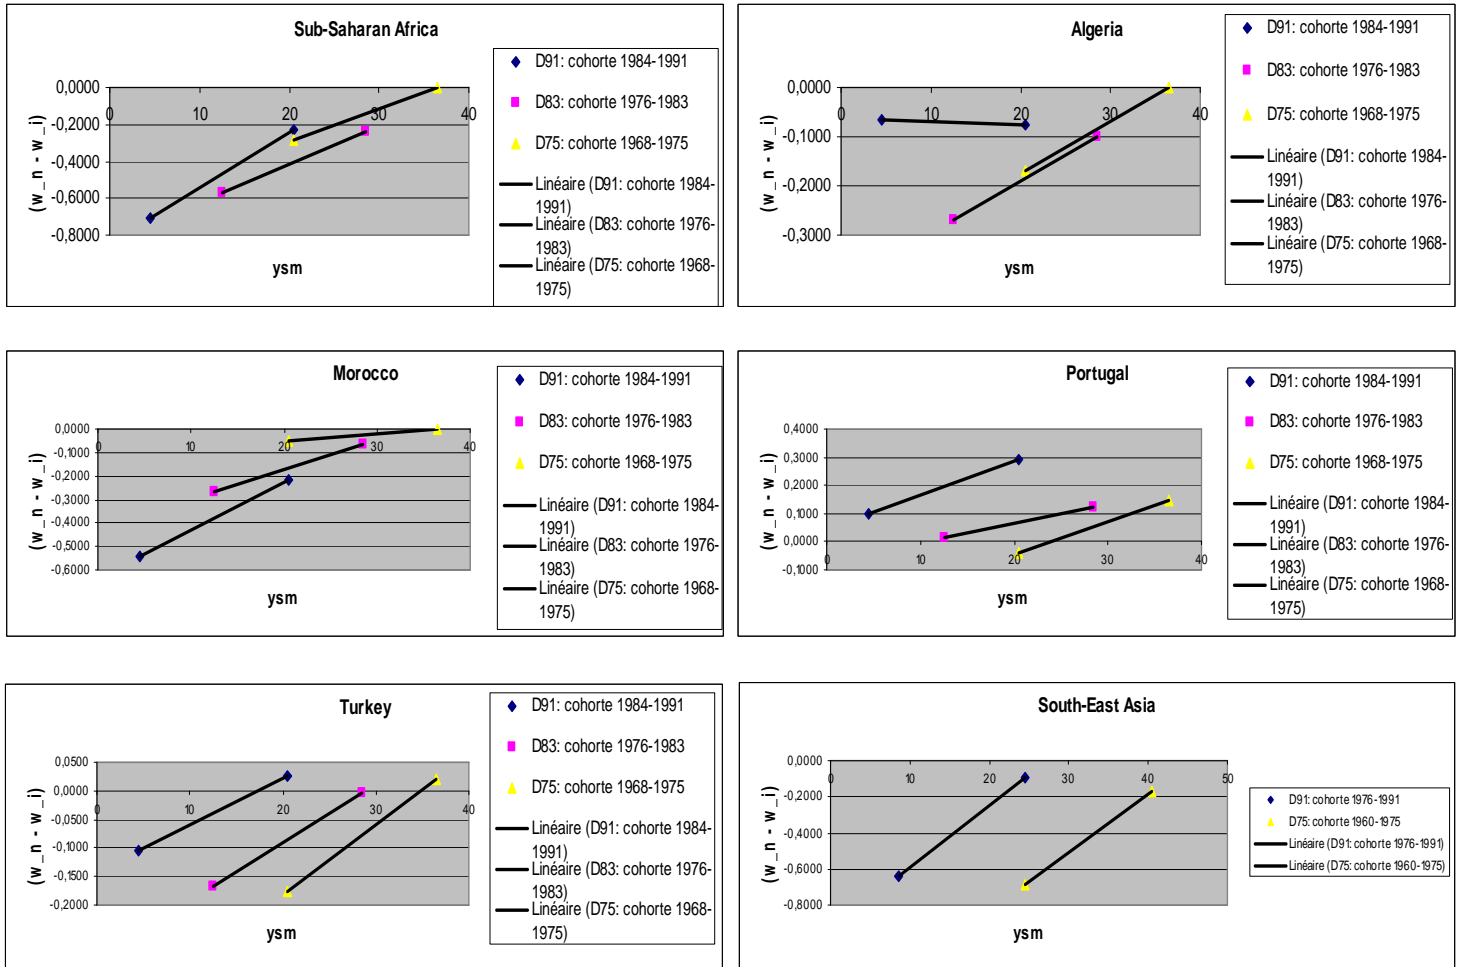 Sub-Saharan Africa
0,0000
-0,2000
-0,4000
-0,6000
-0,8000
0
10
20
30
40
(w_n - w_i)
ysm
D91: cohorte 1984-1991
D83: cohorte 1976-1983
D75: cohorte 1968-1975
Linéaire (D91: cohorte 1984-
1991)
Linéaire (D83: cohorte 1976-
1983)
Linéaire (D75: cohorte 1968-
1975)
Algeria
0,0000
-0,1000
-0,2000
-0,3000
0
10
20
30
40
(w_n - w_i)
ysm
D91: cohorte 1984-1991
D83: cohorte 1976-1983
D75: cohorte 1968-1975
Linéaire (D91: cohorte 1984-
1991)
Linéaire (D83: cohorte 1976-
1983)
Linéaire (D75: cohorte 1968-
1975)
Morocco
0,0000
-0,1000
-0,2000
-0,3000
-0,4000
-0,5000
-0,6000
0
10
20
30
40
(w_n - w_i)
ysm
D91: cohorte 1984-1991
D83: cohorte 1976-1983
D75: cohorte 1968-1975
Linéaire (D91: cohorte 1984-
1991)
Linéaire (D83: cohorte 1976-
1983)
Linéaire (D75: cohorte 1968-
1975)
Portugal
0,4000
0,3000
0,2000
0,1000
0,0000
-0,1000
0
10
20
30
40
(w_n - w_i)
ysm
D91: cohorte 1984-1991
D83: cohorte 1976-1983
D75: cohorte 1968-1975
Linéaire (D91: cohorte 1984-
1991)
Linéaire (D83: cohorte 1976-
1983)
Linéaire (D75: cohorte 1968-
1975)
Turkey
0,0500
0,0000
-0,0500
-0,1000
-0,1500
-0,2000
0
10
20
30
40
(w_n - w_i)
ysm
D91: cohorte 1984-1991
D83: cohorte 1976-1983
D75: cohorte 1968-1975
Linéaire (D91: cohorte 1984-
1991)
Linéaire (D83: cohorte 1976-
1983)
Linéaire (D75: cohorte 1968-
1975)
South-East Asia
0,0000
-0,2000
-0,4000
-0,6000
-0,8000
0
10
20
30
40
50
(w_n - w_i)
ysm
D91: cohorte 1976-1991
D75: cohorte 1960-1975
Linéaire (D91: cohorte 1976-1991)
Linéaire (D75: cohorte 1960-1975)